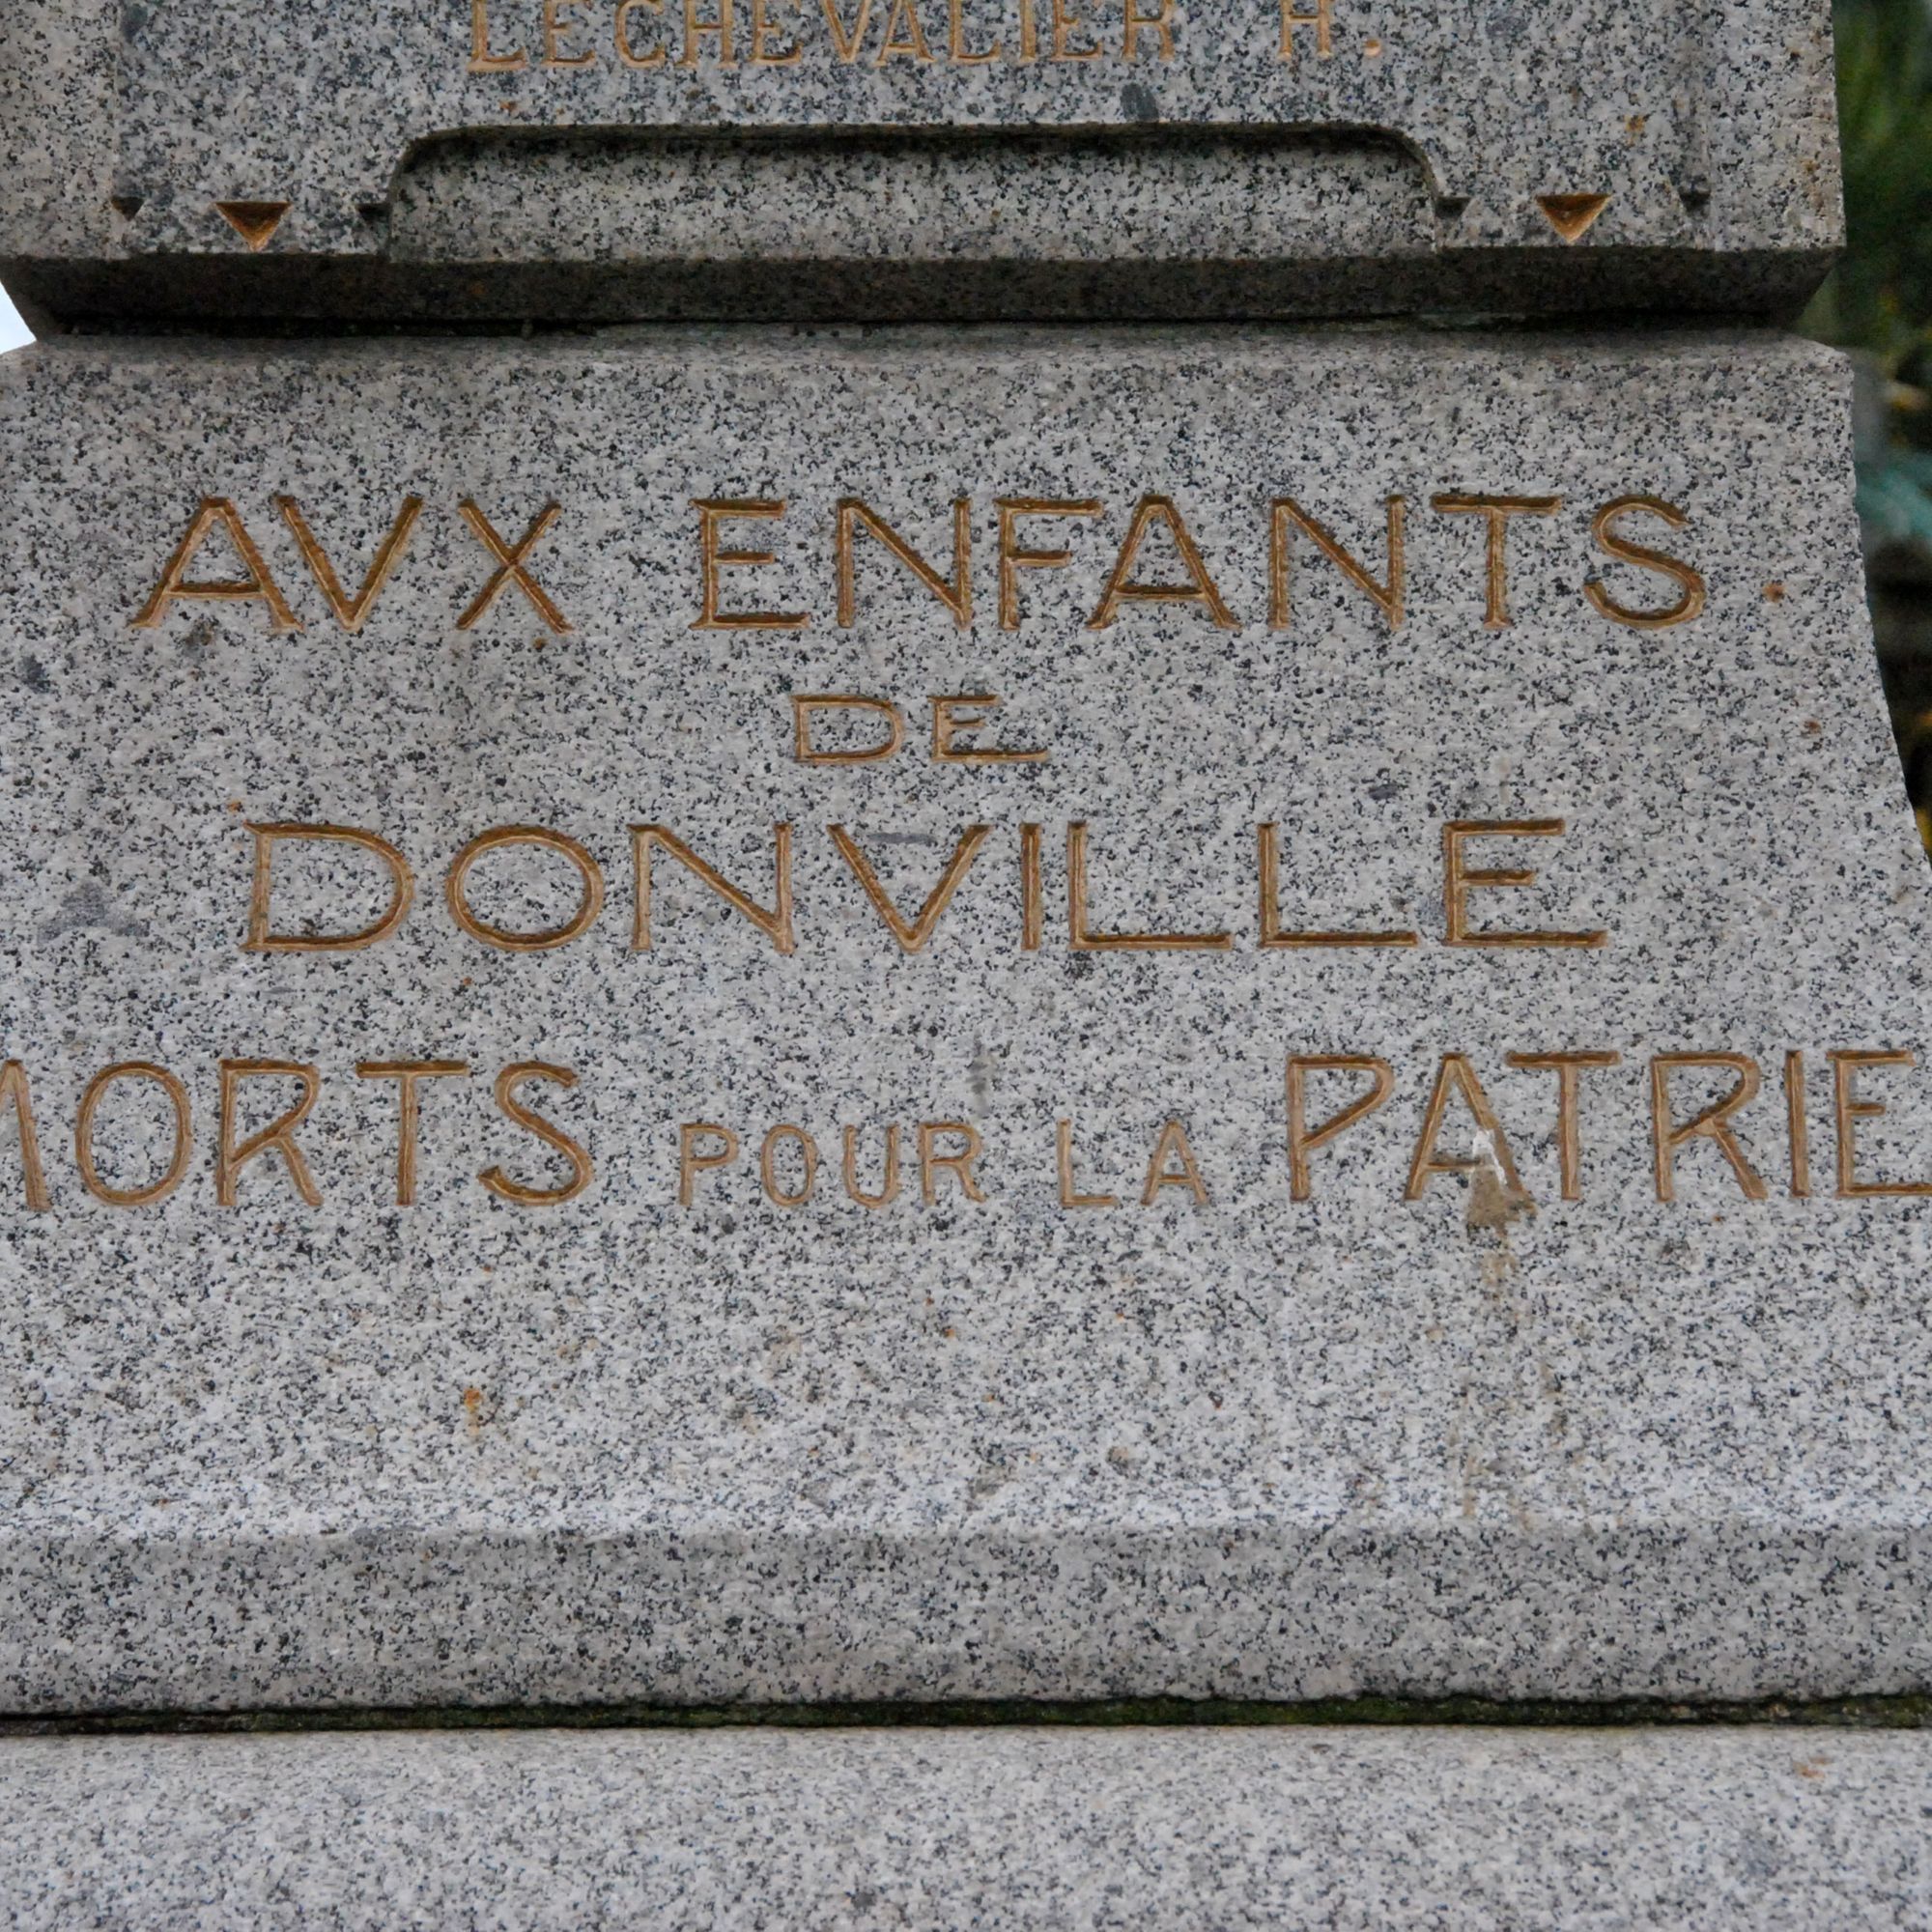 LECHEVALIER H.
AVX ENFANTS
DE
DONVILLE
MORTS POUR LA PATRIE